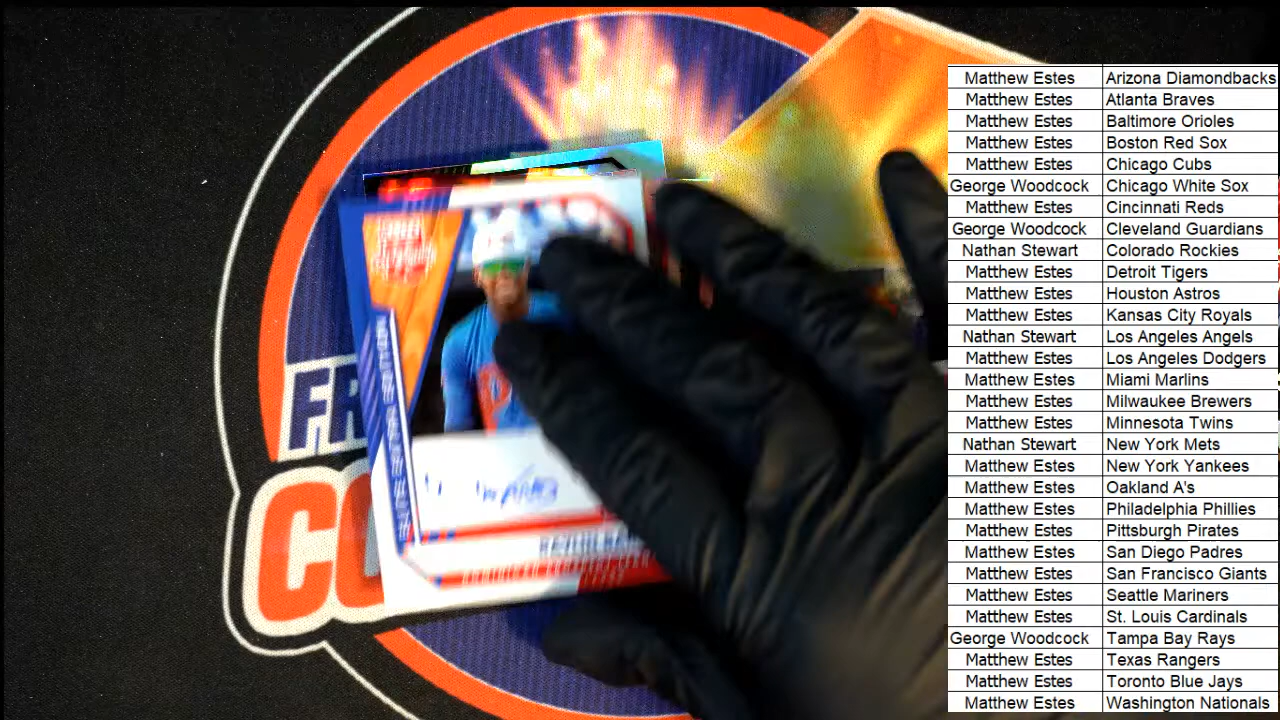 FR
CO
Matthew Estes Arizona Diamondbacks
Matthew Estes Atlanta Braves
Matthew Estes Baltimore Orioles
Matthew Estes Boston Red Sox
Matthew Estes Chicago Cubs
George Woodcock Chicago White Sox
Matthew Estes Cincinnati Reds
George Woodcock Cleveland Guardians
Nathan Stewart Colorado Rockies
Matthew Estes Detroit Tigers
Matthew Estes Houston Astros
Matthew Estes Kansas City Royals
Nathan Stewart Los Angeles Angels
Matthew Estes Los Angeles Dodgers
Matthew Estes Miami Marlins
Matthew Estes Milwaukee Brewers
Matthew Estes Minnesota Twins
Nathan Stewart New York Mets
Matthew Estes New York Yankees
Matthew Estes Oakland A's
Matthew Estes Philadelphia Phillies
Matthew Estes Pittsburgh Pirates
Matthew Estes San Diego Padres
Matthew Estes San Francisco Giants
Matthew Estes Seattle Mariners
Matthew Estes St. Louis Cardinals
George Woodcock Tampa Bay Rays
Matthew Estes Texas Rangers
Matthew Estes Toronto Blue Jays
Matthew Estes Washington Nationals